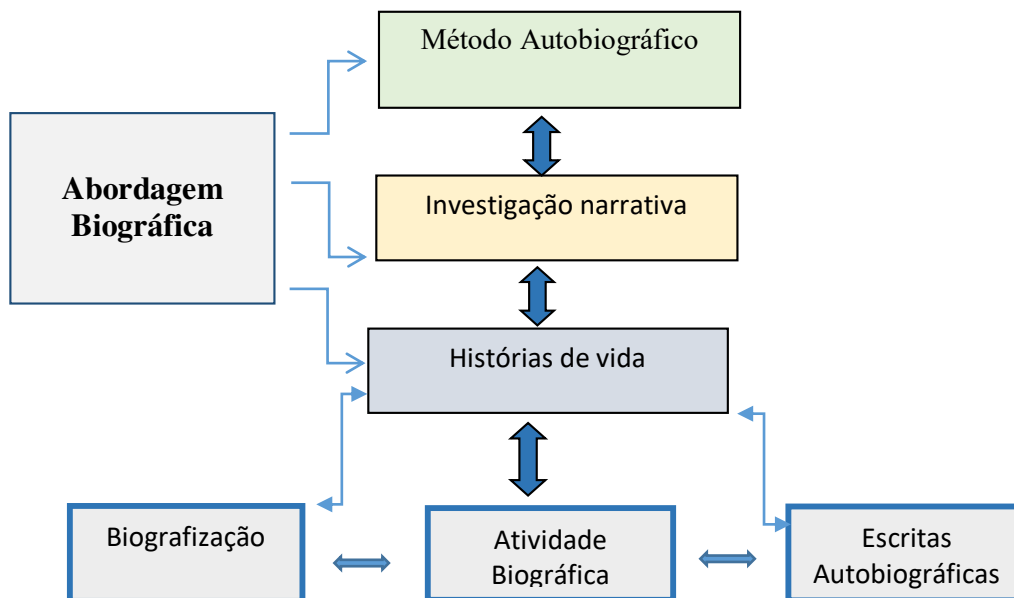 Método Autobiográfico
Abordagem
Biográfica
Investigação narrativa
Histórias de vida
Biografização
Atividade
Biográfica
Escritas
Autobiográficas